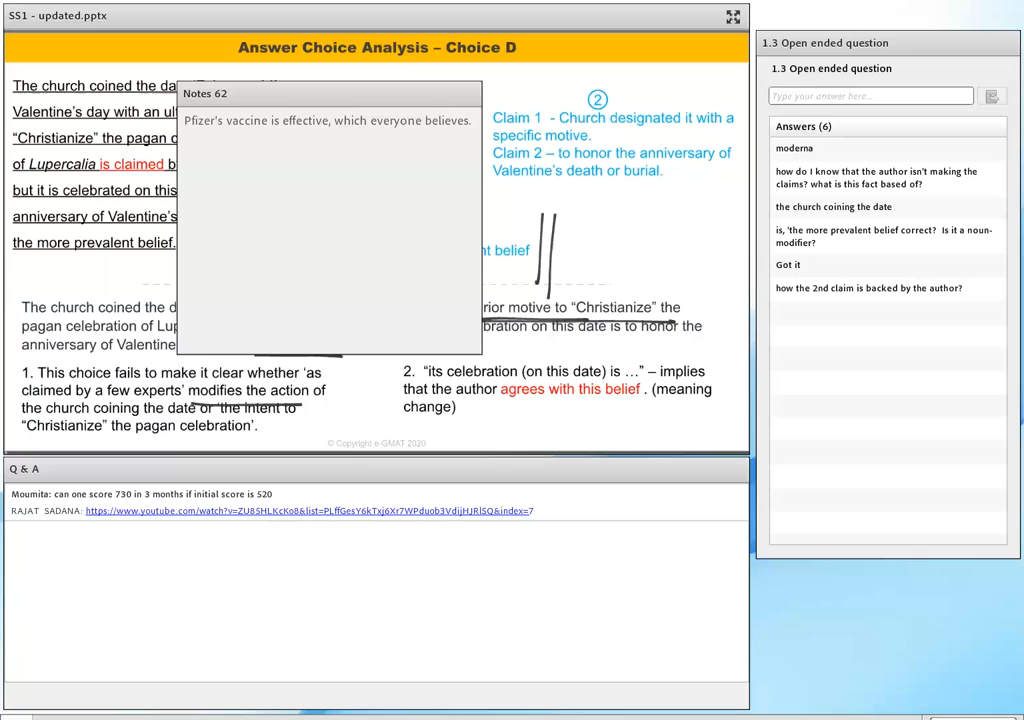 SS1 - updated.pptx
Answer Choice Analysis – Choice D
The church coined the da
Valentine's day with an ult
"Christianize" the pagan c
of Lupercalia is claimed b
but it is celebrated on this
anniversary of Valentine's
the more prevalent belief.
Notes 62
Pfizer's vaccine is effective, which everyone believes.
2
Claim 1 - Church designated it with a
specific motive.
Claim 2 – to honor the anniversary of
Valentine's death or burial.
nt belief
The church coined the d
rior motive to "Christianize" the
pagan celebration of Lup
bration on this date is to honor the
anniversary of Valentine
1. This choice fails to make it clear whether 'as
claimed by a few experts' modifies the action of
the church coining the date or 'the intent to
"Christianize" the pagan celebration'.
2. "its celebration (on this date) is …" – implies
that the author agrees with this belief . (meaning
change)
© Copyright e-GMAT 2020
Q & A
Moumita: can one score 730 in 3 months if initial score is 520
RAJAT SADANA: https://www.youtube.com/watch?v=ZU85HLKcKo8&list=PLffGesY6kTxj6Xr7WPduob3VdijHJRlSQ&index=7
1.3 Open ended question
1.3 Open ended question
Type your answer here...
Answers (6)
moderna
how do I know that the author isn't making the
claims? what is this fact based of?
the church coining the date
is, 'the more prevalent belief correct? Is it a noun-
modifier?
Got it
how the 2nd claim is backed by the author?